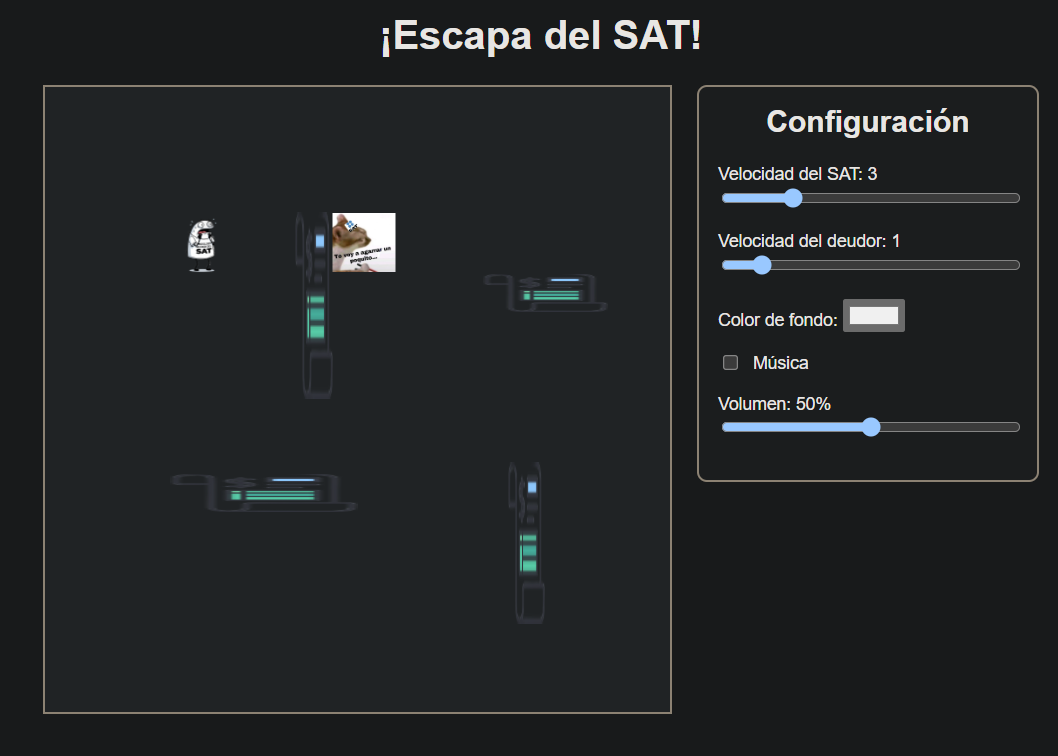 ¡Escapa del SAT!
Configuración
Velocidad del SAT: 3
Velocidad del deudor: 1
Color de fondo:
Música
Volumen: 50%
SAT
Te voy a agarrar un
poquito...